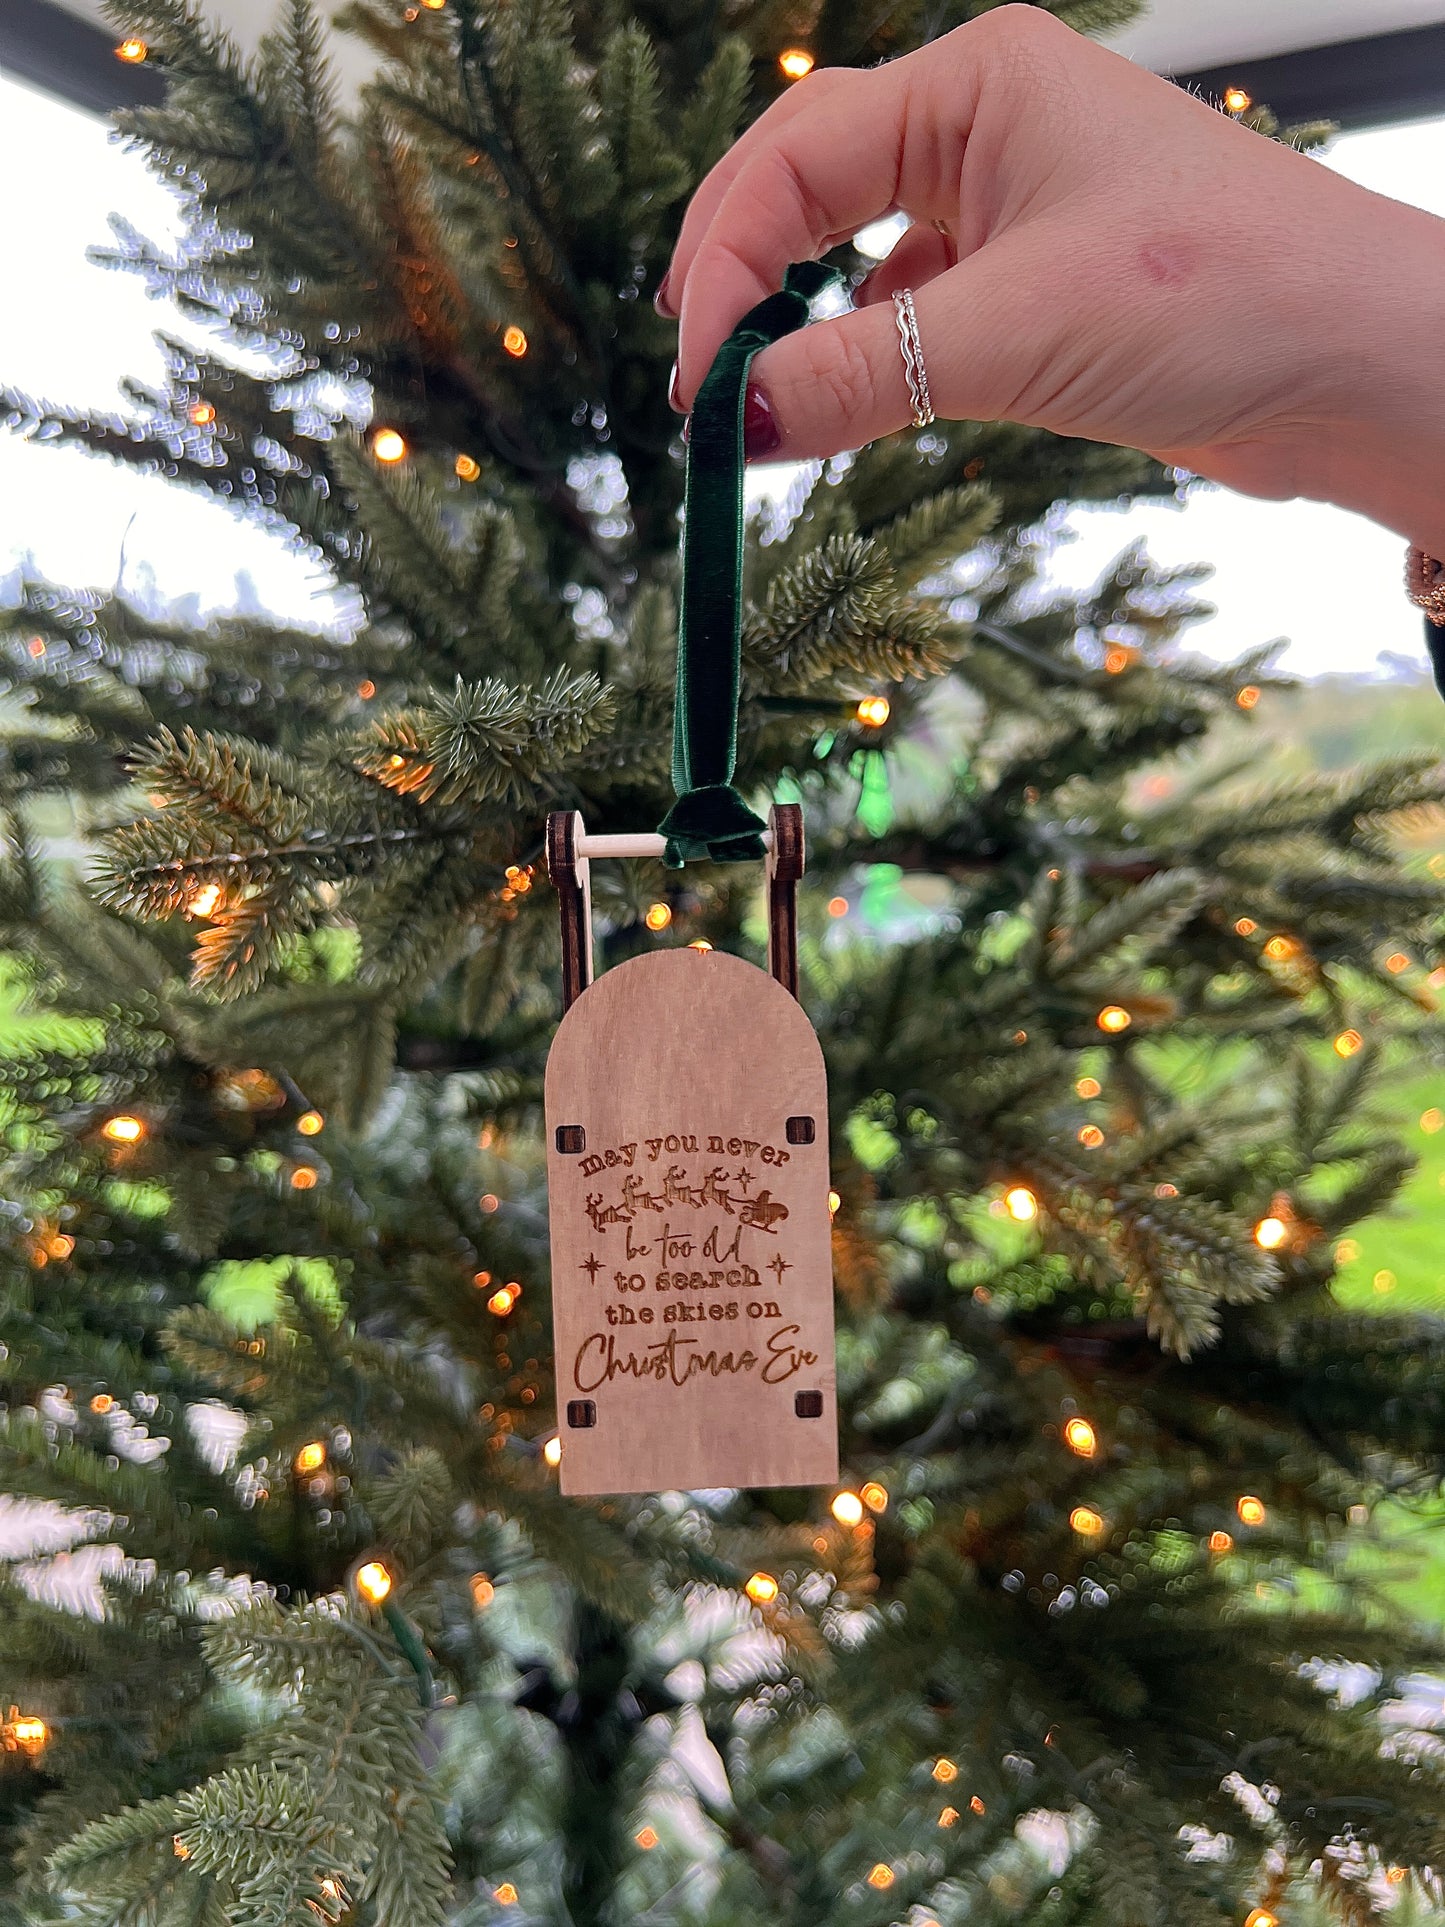 may you never
be too old
to search
the skies on
Christmas Eve